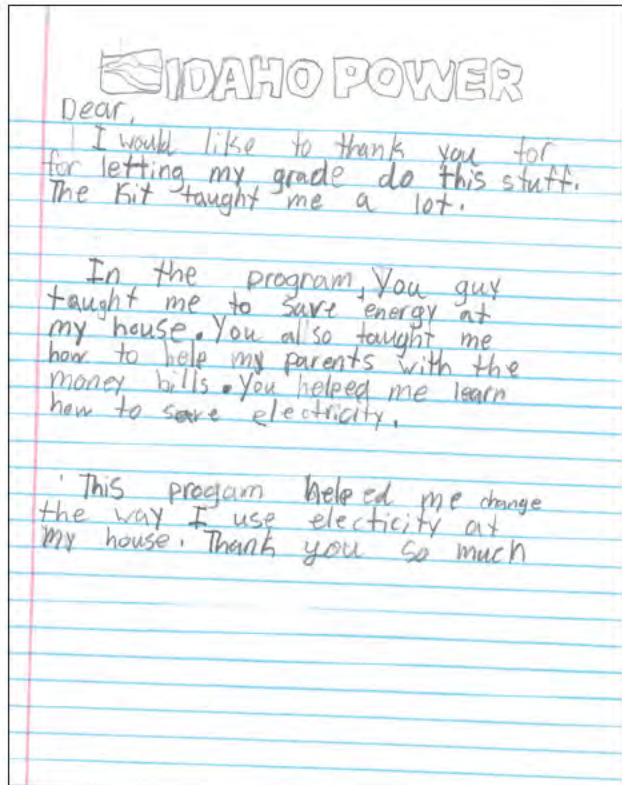 IDAHO POWER
Dear,
I would like to thank you for
for letting my grade do this stuff.
The Kit taught me a lot.
In the program, You guy
taught me to save energy at
my house. You also taught me
how to help my parents with the
money bills. You helped me learn
how to save electricity.
This progam helped me change
the way I use electicity at
my house. Thank you so much